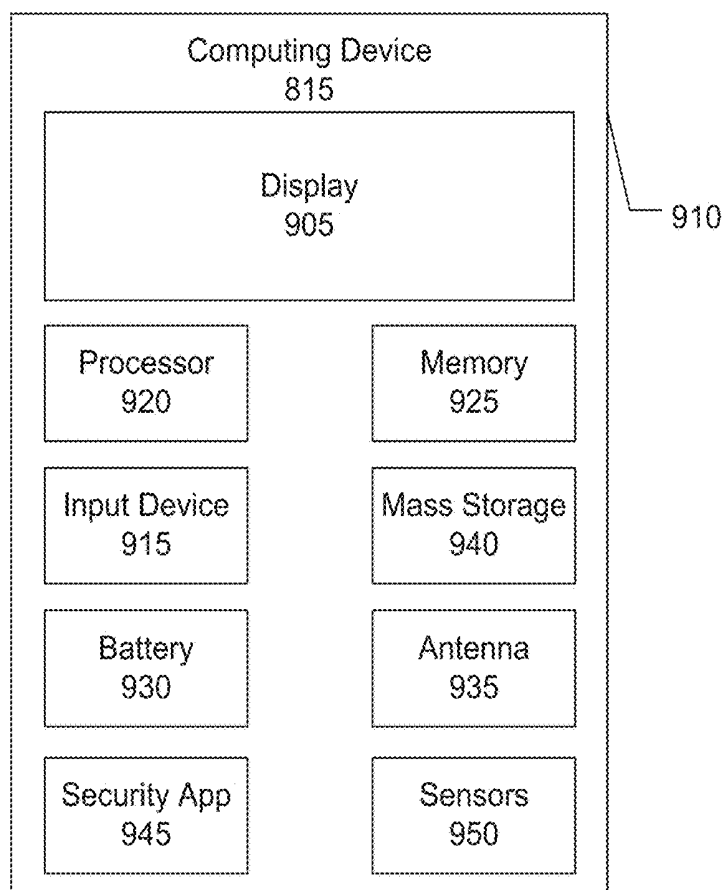 Computing Device
815
Display
905
910
Processor
920
Memory
925
Input Device
915
Mass Storage
940
Battery
930
Antenna
935
Security App
945
Sensors
950